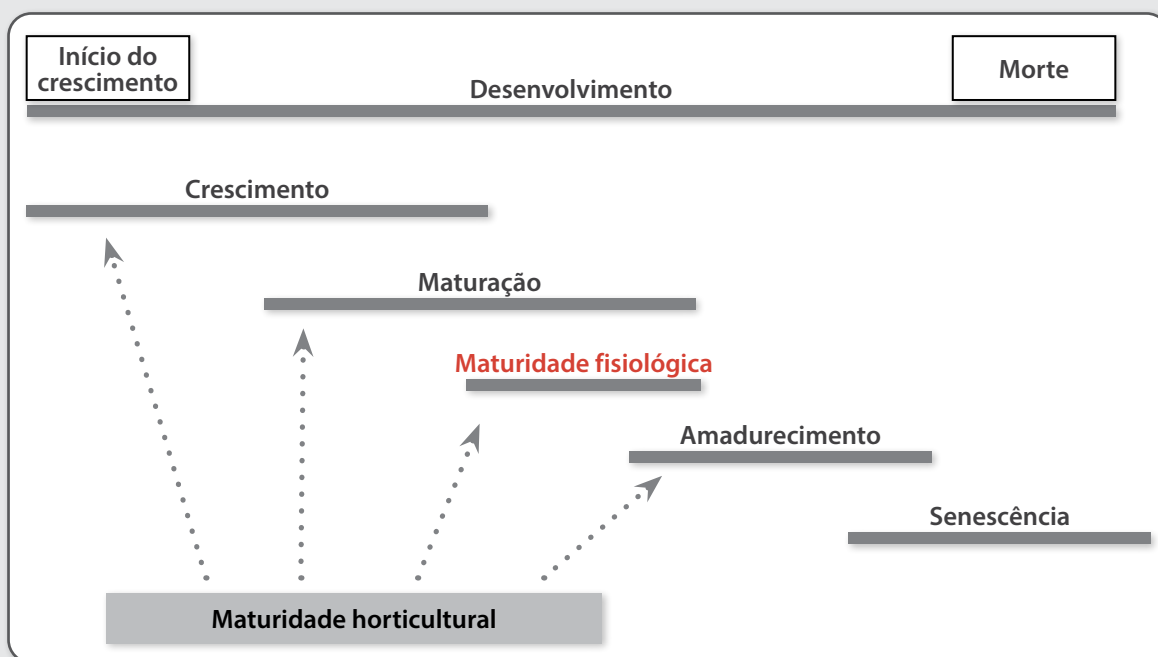 Início do
crescimento
Desenvolvimento
Morte
Crescimento
Maturação
Maturidade fisiológica
Amadurecimento
Senescência
Maturidade horticultural